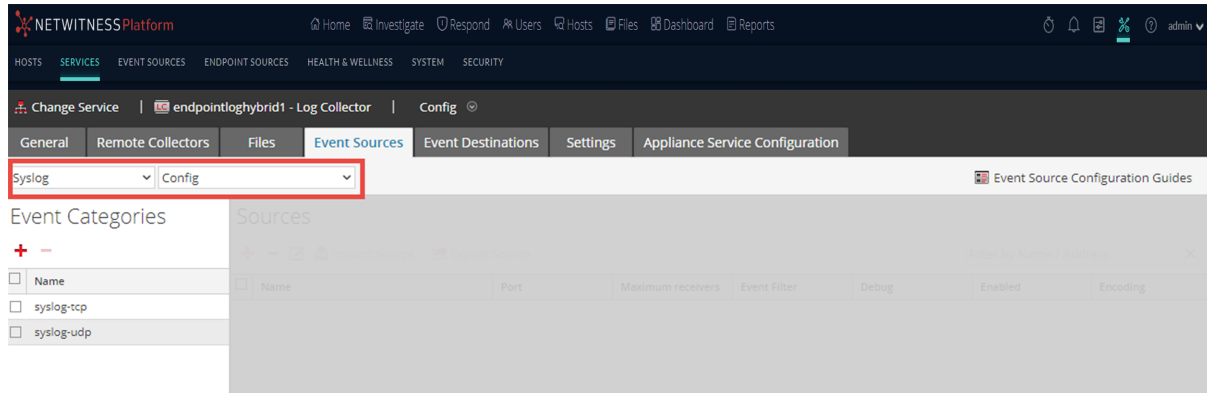 NETWITNESS Platform Home Investigate Respond Users Hosts Files Dashboard Reports admin
HOSTS SERVICES EVENT SOURCES ENDPOINT SOURCES HEALTH & WELLNESS SYSTEM SECURITY
Change Service | LC endpointloghybrid1 - Log Collector | Config
General Remote Collectors Files Event Sources Event Destinations Settings Appliance Service Configuration
Syslog Config Event Source Configuration Guides
Event Categories Sources
Name Name Port Maximum receivers Event Filter Debug Enabled Encoding
syslog-tcp
syslog-udp